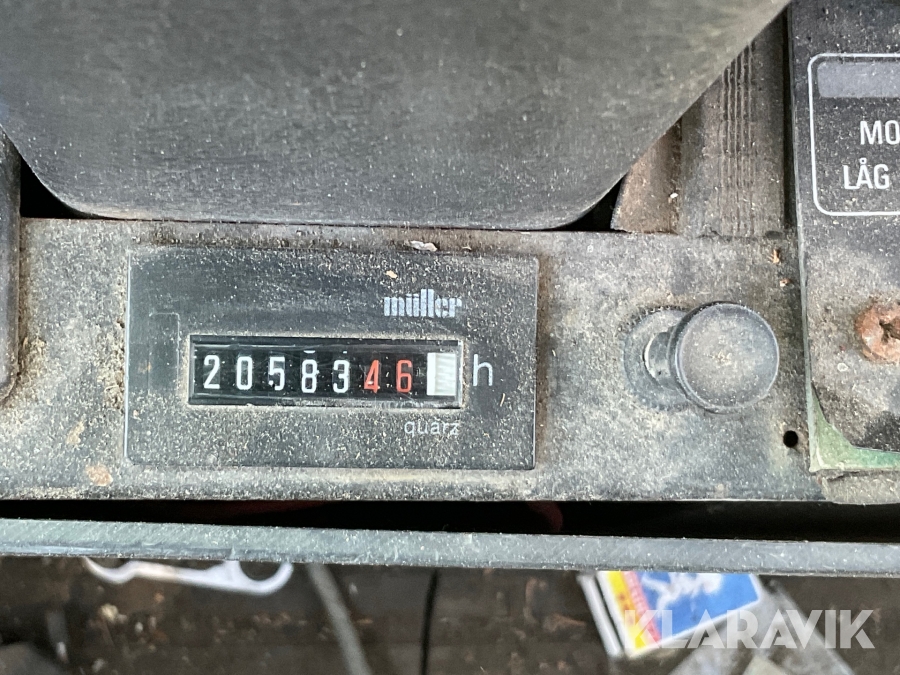 MO
LÅG
müller
2058346 h
quarz
KLARAVIK